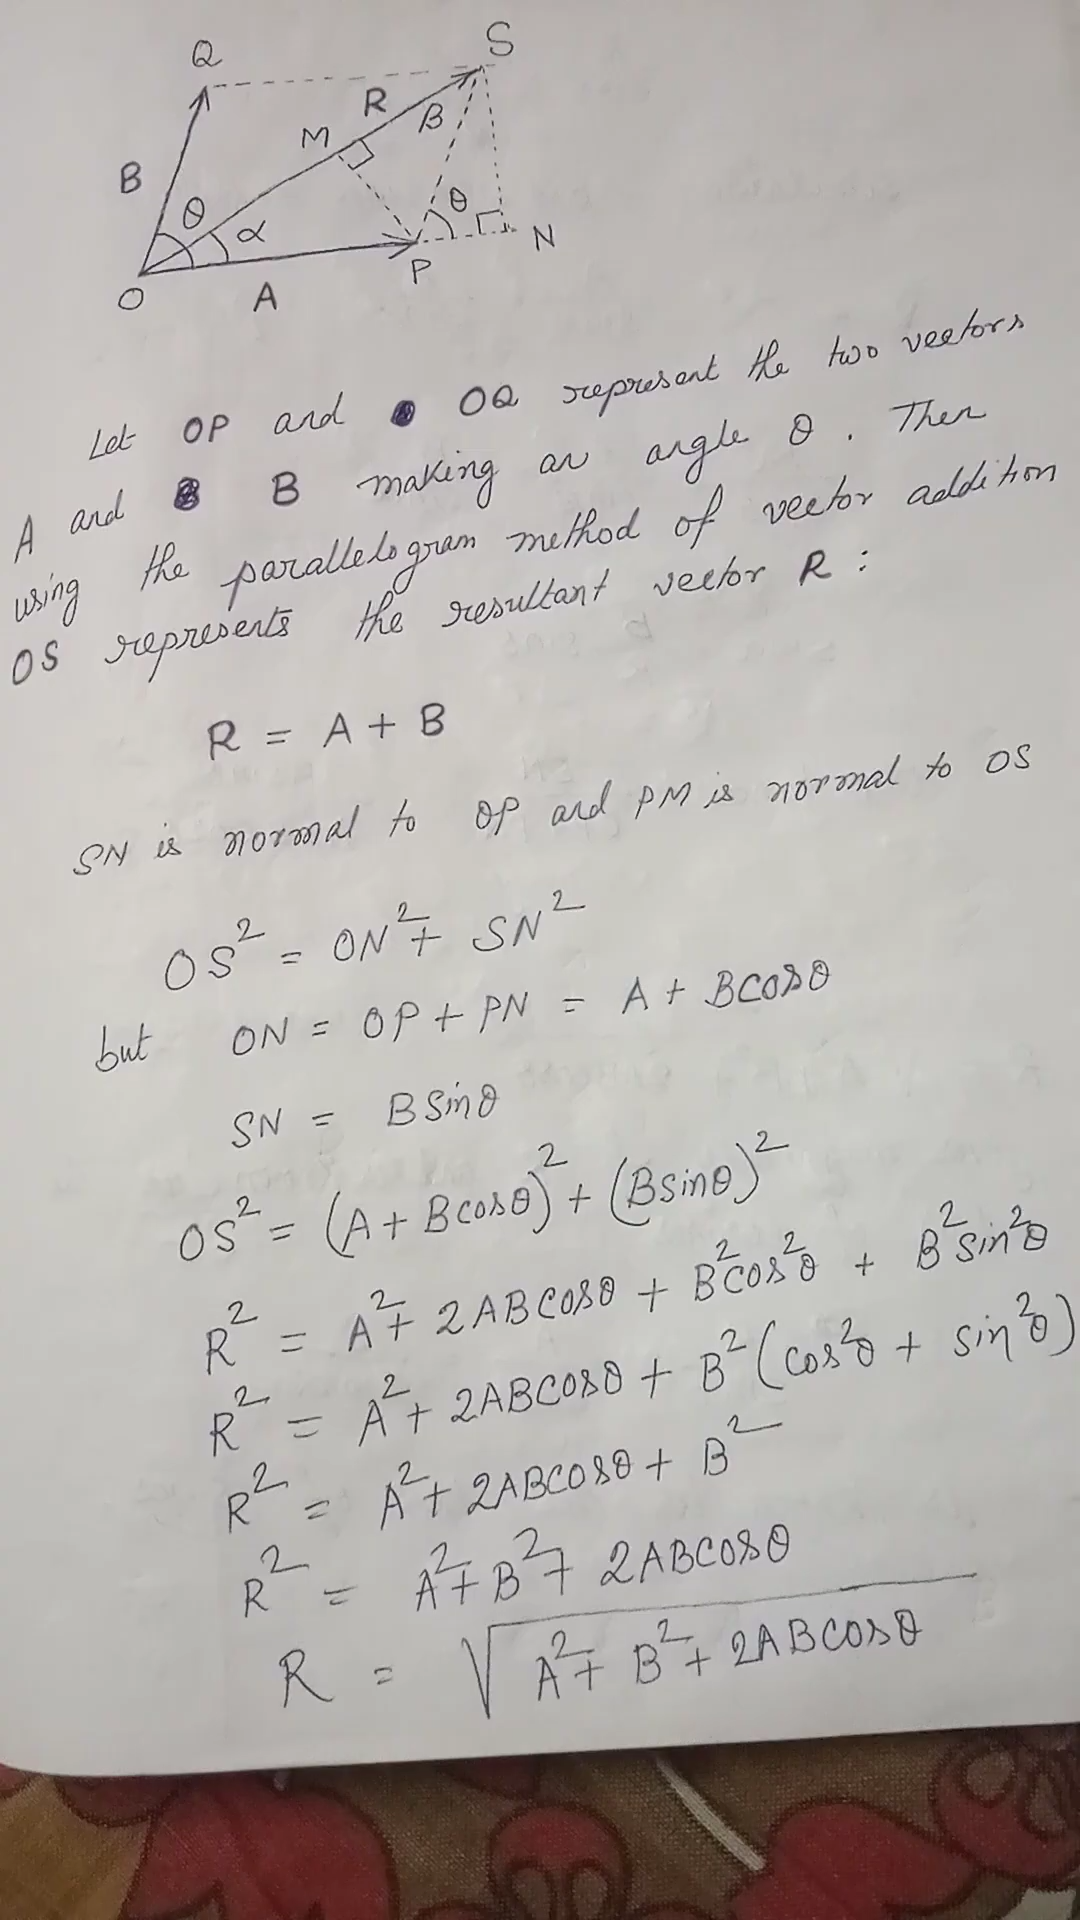 Q
S
R
B
M
B
θ
θ
α
N
P
O
A
Let OP and OQ represent the two vectors
A and B making an angle θ. Then
using the parallelogram method of vector addition
OS represents the resultant vector R :
R = A + B
SN is normal to OP and PM is normal to OS
OS² = ON² + SN²
but ON = OP + PN = A + Bcosθ
SN = BSinθ
OS² = (A + Bcosθ)² + (Bsinθ)²
R² = A² + 2ABCosθ + B²cos²θ + B²sin²θ
R² = A² + 2ABCosθ + B²(cos²θ + sin²θ)
R² = A² + 2ABCosθ + B²
R² = A² + B² + 2ABCosθ
R = √A² + B² + 2ABCosθ